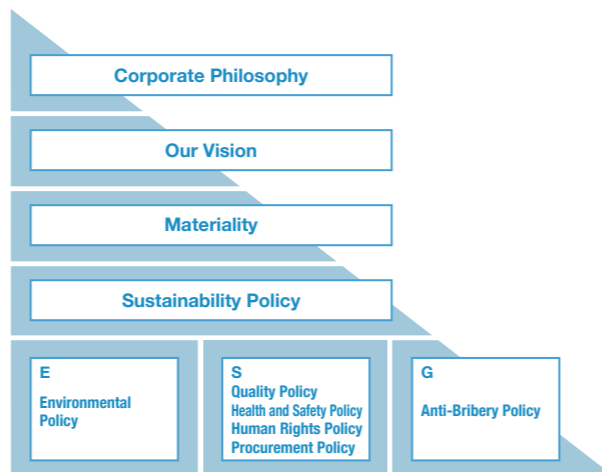 Corporate Philosophy
Our Vision
Materiality
Sustainability Policy
E
Environmental
Policy
S
Quality Policy
Health and Safety Policy
Human Rights Policy
Procurement Policy
G
Anti-Bribery Policy